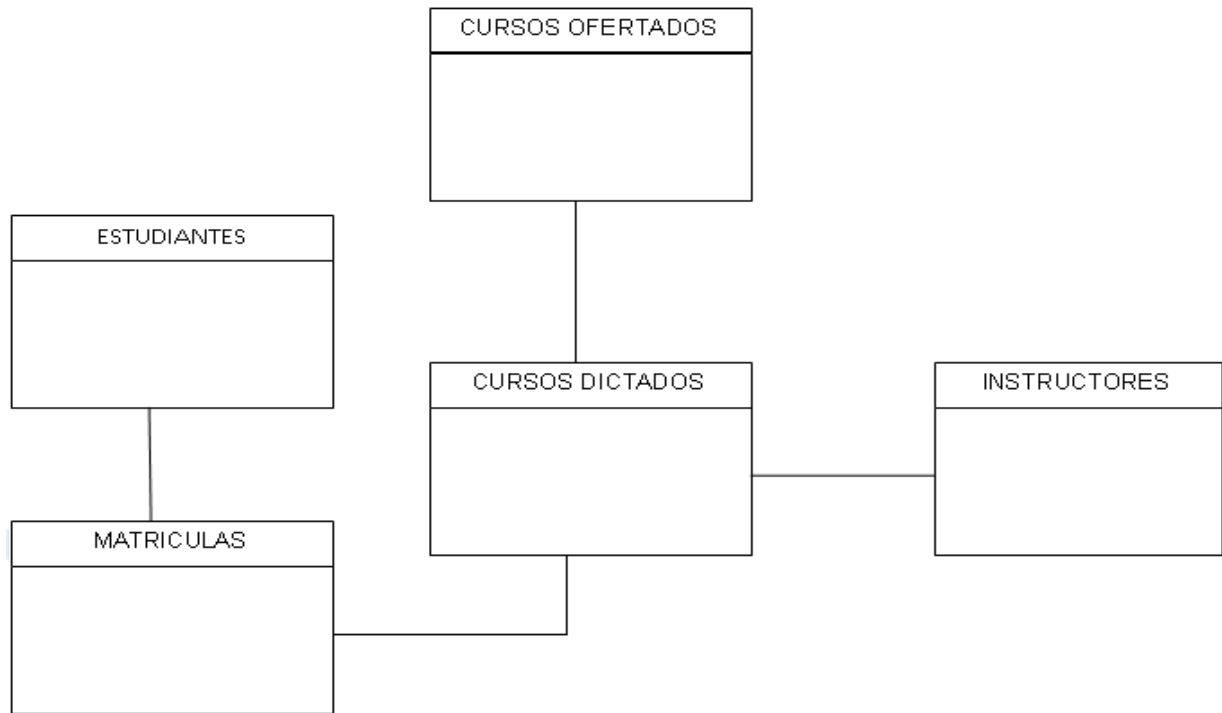 CURSOS OFERTADOS
ESTUDIANTES
CURSOS DICTADOS
INSTRUCTORES
MATRICULAS